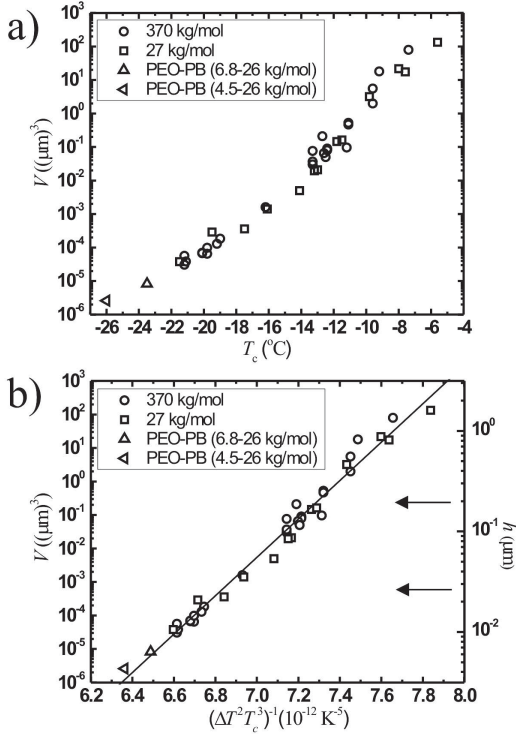 a)
370 kg/mol
27 kg/mol
PEO-PB (6.8-26 kg/mol)
PEO-PB (4.5-26 kg/mol)
V((μm)³)
10³
10²
10¹
10⁰
10⁻¹
10⁻²
10⁻³
10⁻⁴
10⁻⁵
10⁻⁶
-26 -24 -22 -20 -18 -16 -14 -12 -10 -8 -6 -4
T_c (°C)
b)
370 kg/mol
27 kg/mol
PEO-PB (6.8-26 kg/mol)
PEO-PB (4.5-26 kg/mol)
V((μm)³)
10³
10²
10¹
10⁰
10⁻¹
10⁻²
10⁻³
10⁻⁴
10⁻⁵
10⁻⁶
10⁰
10⁻¹
10⁻²
h (μm)
6.2 6.4 6.6 6.8 7.0 7.2 7.4 7.6 7.8 8.0
(ΔT²T_c³)⁻¹(10⁻¹² K⁻⁵)